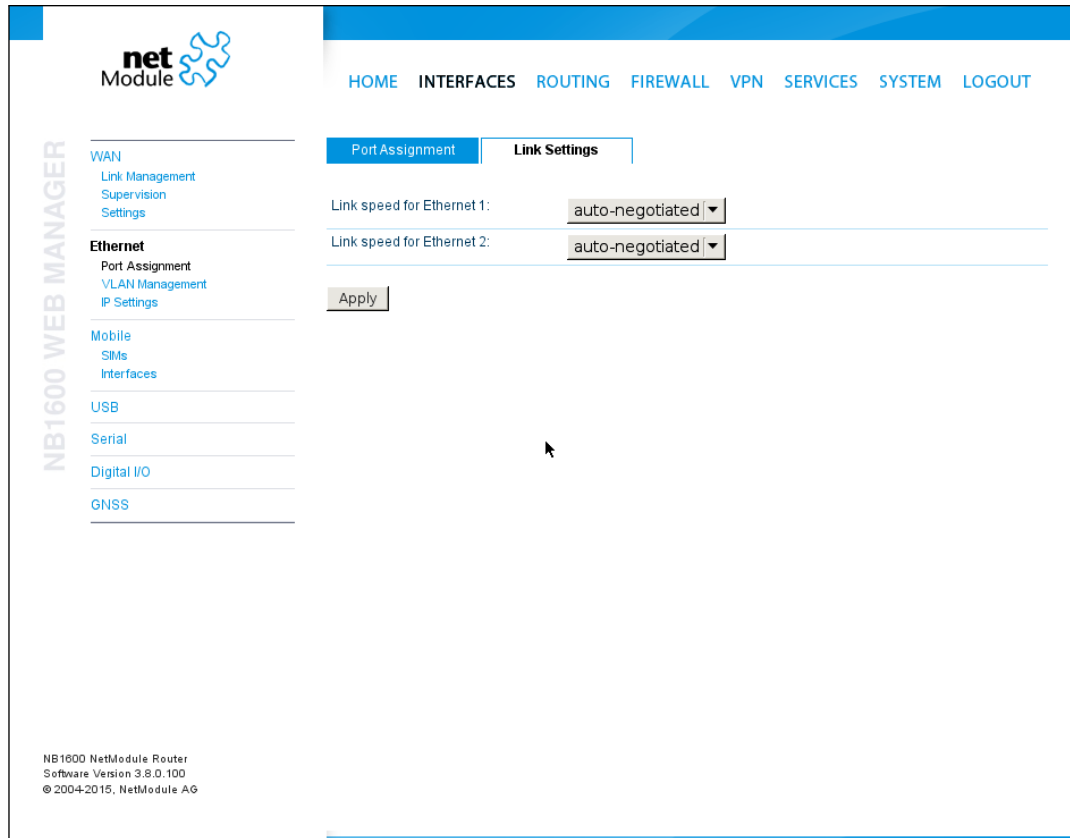 net
Module
HOME INTERFACES ROUTING FIREWALL VPN SERVICES SYSTEM LOGOUT
NB1600 WEB MANAGER
WAN
Link Management
Supervision
Settings
Ethernet
Port Assignment
VLAN Management
IP Settings
Mobile
SIMs
Interfaces
USB
Serial
Digital I/O
GNSS
Port Assignment Link Settings
Link speed for Ethernet 1: auto-negotiated
Link speed for Ethernet 2: auto-negotiated
Apply
NB1600 NetModule Router
Software Version 3.8.0.100
© 2004-2015, NetModule AG